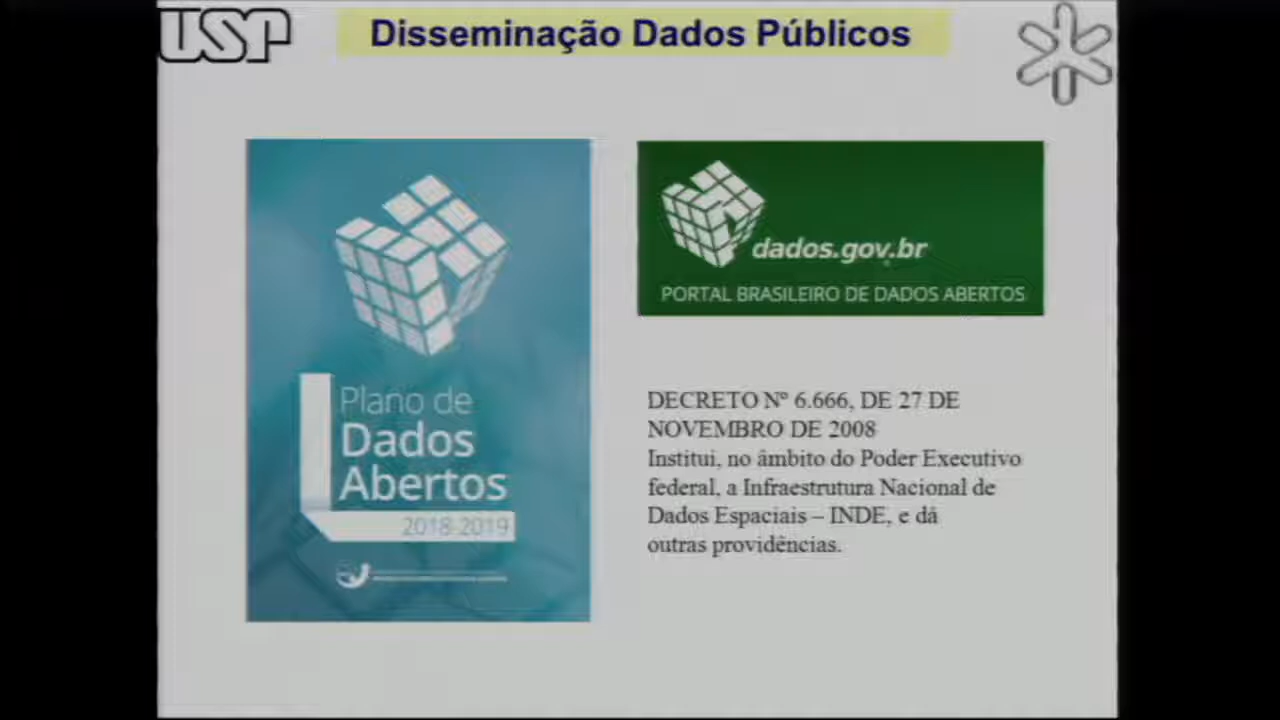 USP
Disseminação Dados Públicos
Plano de
Dados
Abertos
2018-2019
dados.gov.br
PORTAL BRASILEIRO DE DADOS ABERTOS
DECRETO Nº 6.666, DE 27 DE
NOVEMBRO DE 2008
Institui, no âmbito do Poder Executivo
federal, a Infraestrutura Nacional de
Dados Espaciais – INDE, e dá
outras providências.